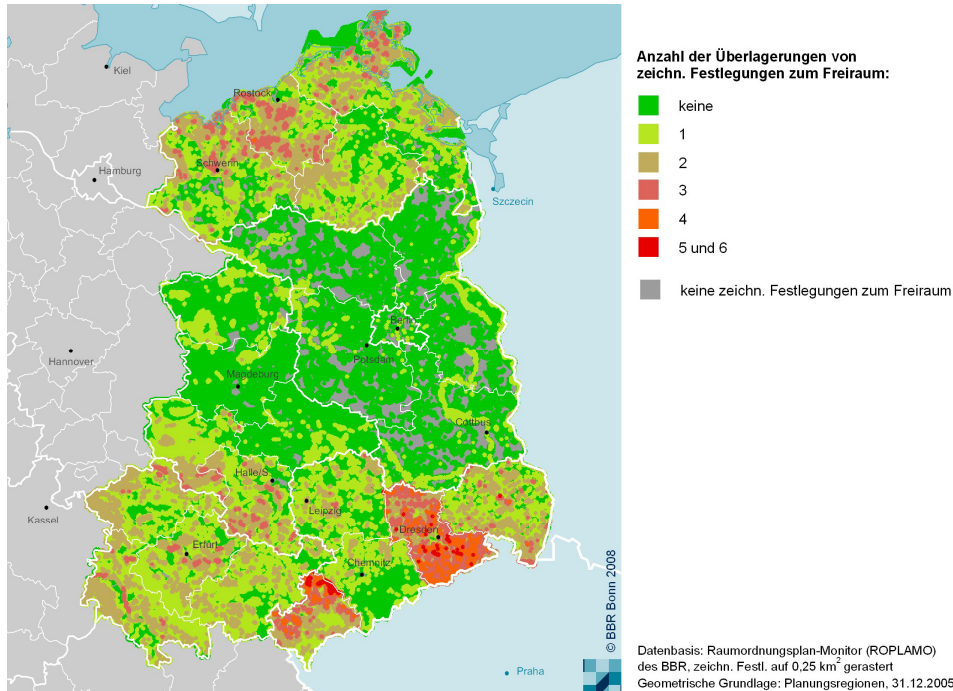 Kiel
Rostock
Schwerin
Hamburg
Szczecin
Berlin
Potsdam
Hannover
Magdeburg
Cottbus
Halle/S.
Leipzig
Kassel
Dresden
Erfurt
Chemnitz
Praha
© BBR Bonn 2008
Anzahl der Überlagerungen von
zeichn. Festlegungen zum Freiraum:
keine
1
2
3
4
5 und 6
keine zeichn. Festlegungen zum Freiraum
Datenbasis: Raumordnungsplan-Monitor (ROPLAMO)
des BBR, zeichn. Festl. auf 0,25 km² gerastert
Geometrische Grundlage: Planungsregionen, 31.12.2005